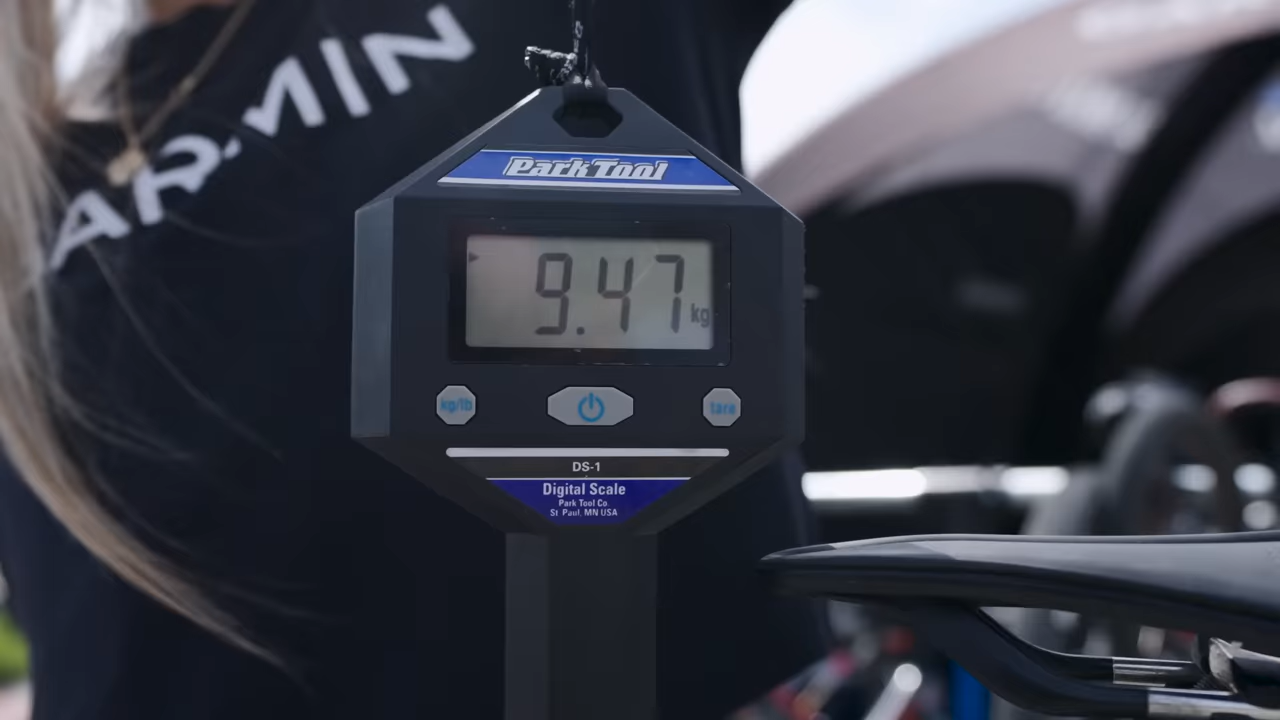 ARMIN
Park Tool
9.47 kg
kg/lb
tare
DS-1
Digital Scale
Park Tool Co.
St. Paul, MN USA